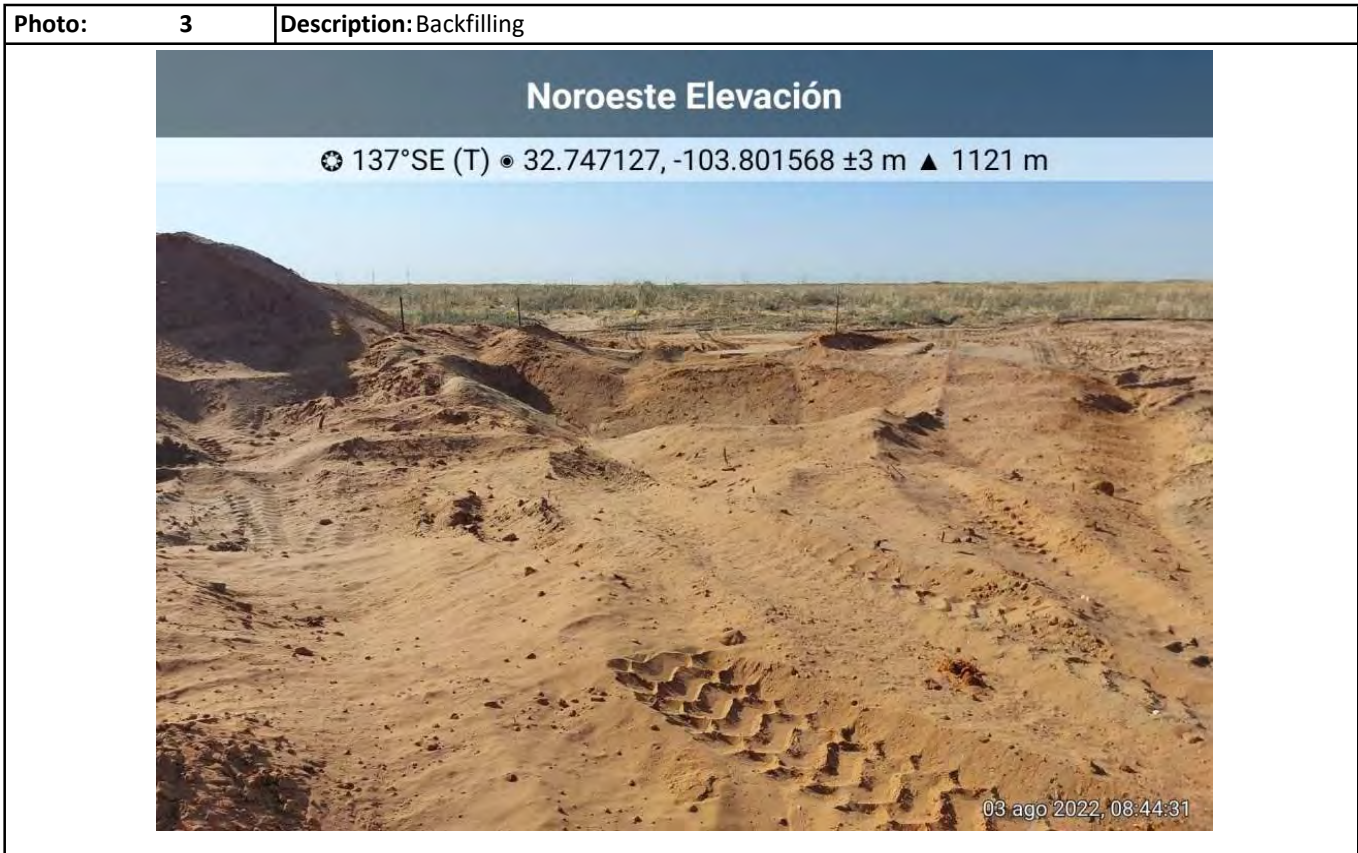 Photo: 3 Description: Backfilling
Noroeste Elevación
137°SE (T) ◉ 32.747127, -103.801568 ±3 m ▲ 1121 m
03 ago 2022, 08:44:31